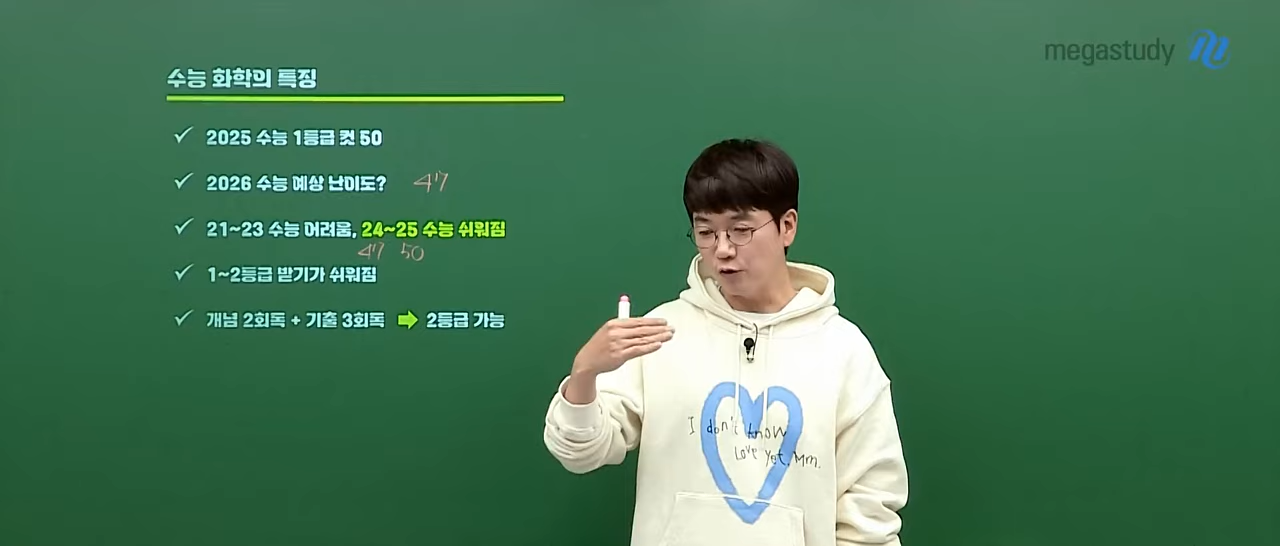 megastudy
수능 화학의 특징
✓ 2025 수능 1등급 컷 50
✓ 2026 수능 예상 난이도? 47
✓ 21~23 수능 어려움, 24~25 수능 쉬워짐
47 50
✓ 1~2등급 받기가 쉬워짐
✓ 개념 2회독 + 기출 3회독 ➡ 2등급 가능
I don't know
Love yet. Mm.